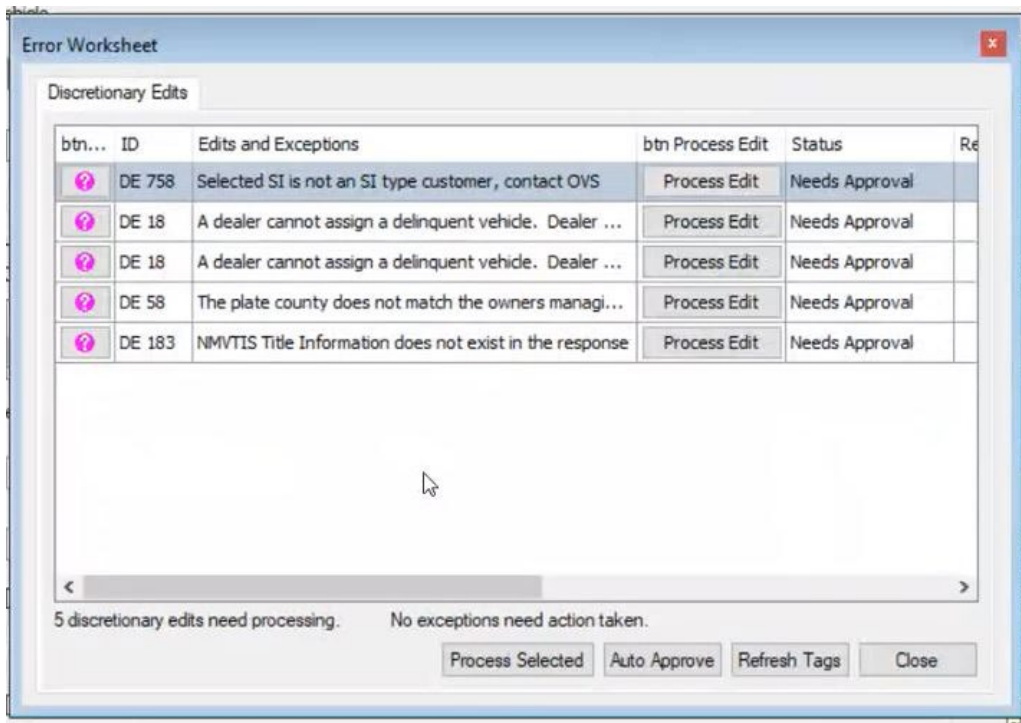 Error Worksheet
x
Discretionary Edits
btn... ID Edits and Exceptions btn Process Edit Status Re
? DE 758 Selected SI is not an SI type customer, contact OVS Process Edit Needs Approval
? DE 18 A dealer cannot assign a delinquent vehicle. Dealer ... Process Edit Needs Approval
? DE 18 A dealer cannot assign a delinquent vehicle. Dealer ... Process Edit Needs Approval
? DE 58 The plate county does not match the owners managi... Process Edit Needs Approval
? DE 183 NMVTIS Title Information does not exist in the response Process Edit Needs Approval
5 discretionary edits need processing. No exceptions need action taken.
Process Selected Auto Approve Refresh Tags Close